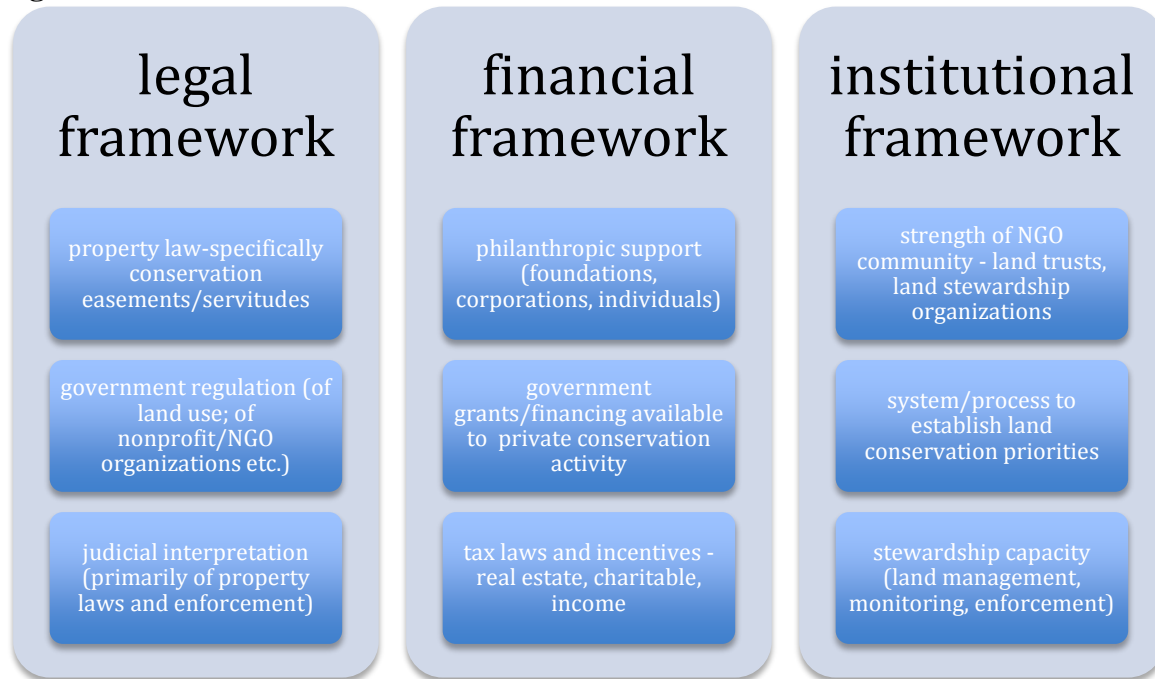 legal
framework
property law-specifically
conservation
easements/servitudes
government regulation (of
land use; of
nonprofit/NGO
organizations etc.)
judicial interpretation
(primarily of property
laws and enforcement)
financial
framework
philanthropic support
(foundations,
corporations, individuals)
government
grants/financing available
to private conservation
activity
tax laws and incentives -
real estate, charitable,
income
institutional
framework
strength of NGO
community - land trusts,
land stewardship
organizations
system/process to
establish land
conservation priorities
stewardship capacity
(land management,
monitoring, enforcement)